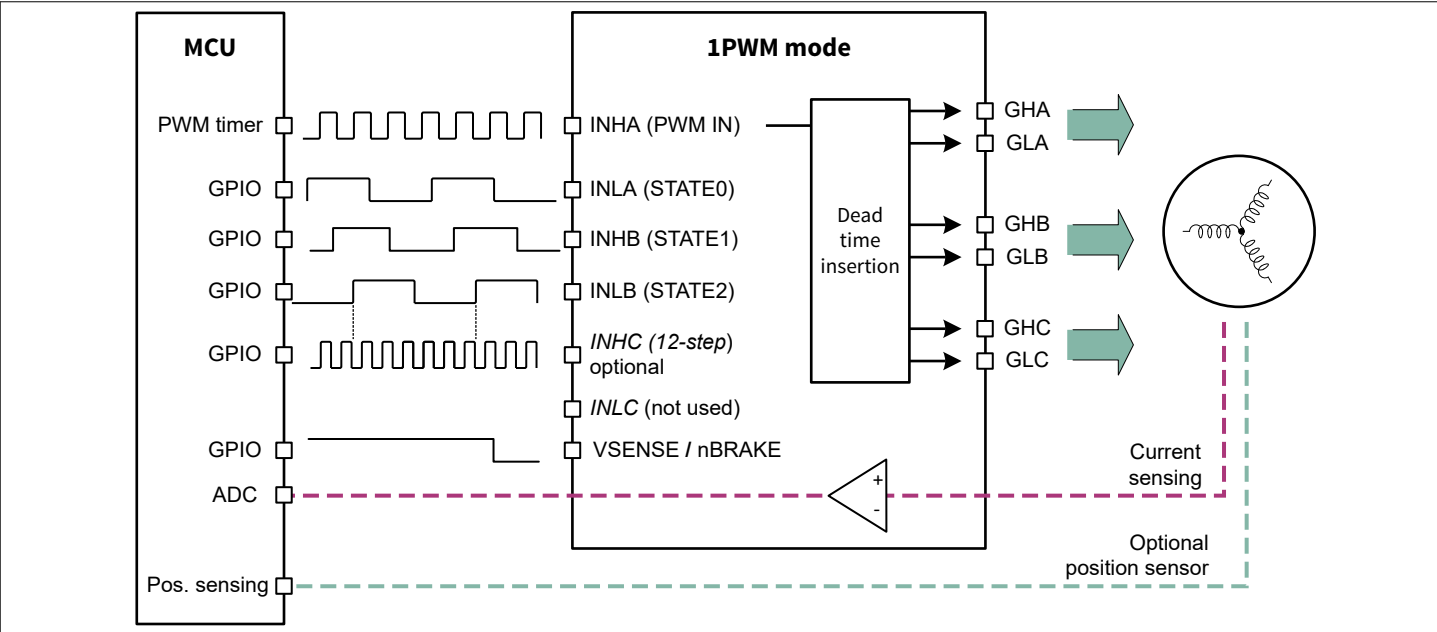 MCU
1PWM mode
PWM timer
INHA (PWM IN)
GHA
GLA
GPIO
INLA (STATE0)
GPIO
INHB (STATE1)
Dead
time
insertion
GHB
GLB
GPIO
INLB (STATE2)
GPIO
INHC (12-step)
optional
GHC
GLC
INLC (not used)
GPIO
VSENSE / nBRAKE
Current
sensing
ADC
+
-
Optional
position sensor
Pos. sensing